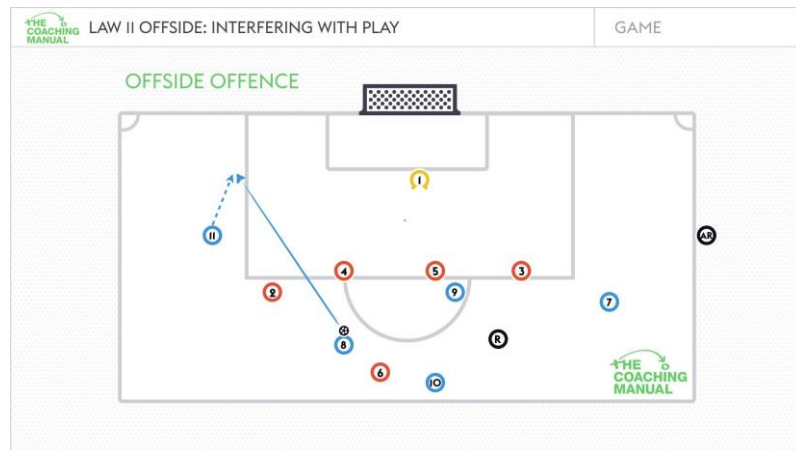 THE
COACHING
MANUAL
LAW 11 OFFSIDE: INTERFERING WITH PLAY
GAME
OFFSIDE OFFENCE
1
11
AR
4
5
3
2
9
7
8
R
6
10
THE
COACHING
MANUAL